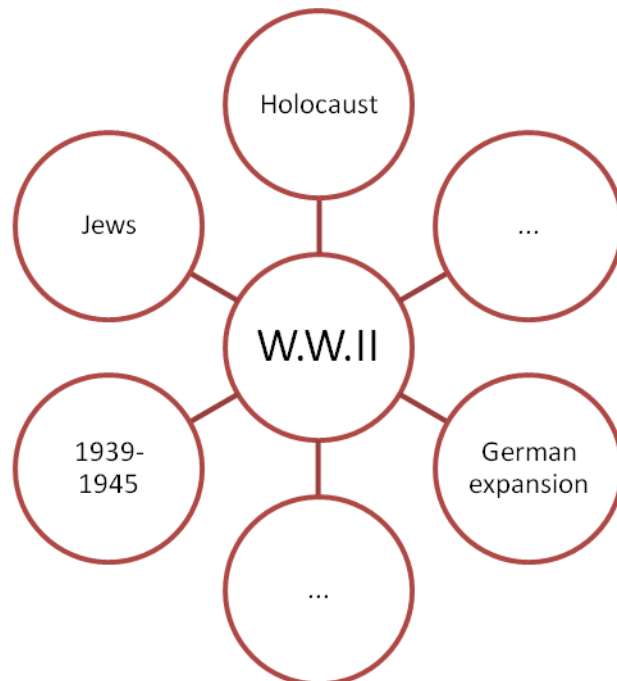 Holocaust
Jews
...
W.W.II
1939-
1945
German
expansion
...